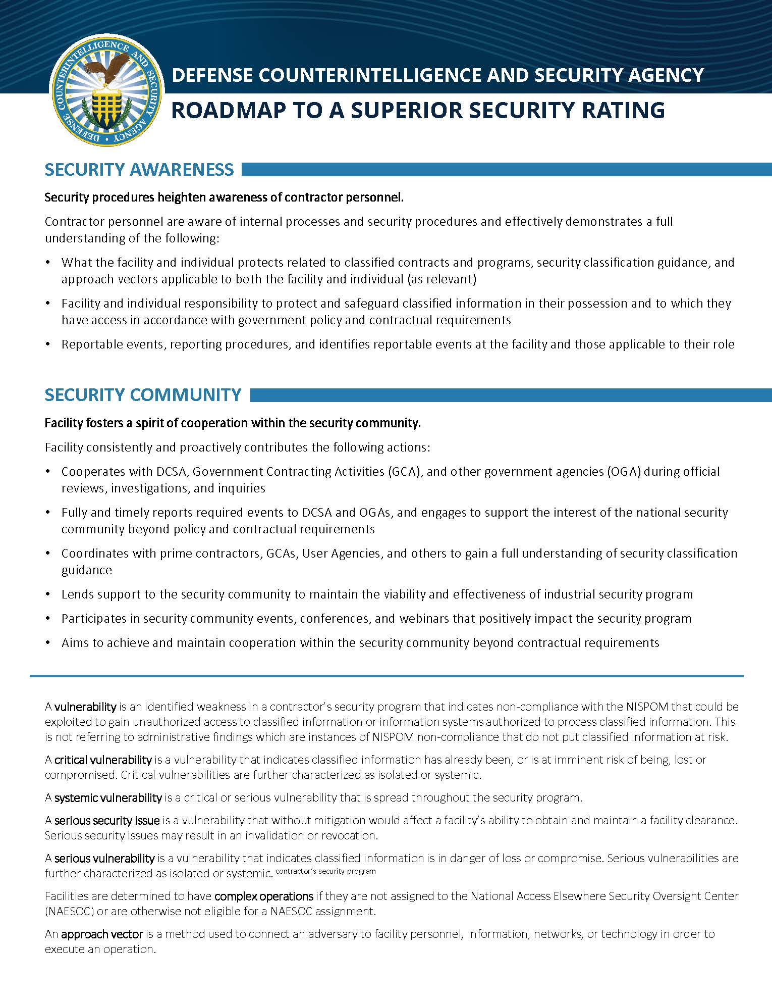 DEFENSE COUNTERINTELLIGENCE AND SECURITY AGENCY
DEFENSE COUNTERINTELLIGENCE AND SECURITY AGENCY
ROADMAP TO A SUPERIOR SECURITY RATING
SECURITY AWARENESS
Security procedures heighten awareness of contractor personnel.
Contractor personnel are aware of internal processes and security procedures and effectively demonstrates a full
understanding of the following:
• What the facility and individual protects related to classified contracts and programs, security classification guidance, and
approach vectors applicable to both the facility and individual (as relevant)
• Facility and individual responsibility to protect and safeguard classified information in their possession and to which they
have access in accordance with government policy and contractual requirements
• Reportable events, reporting procedures, and identifies reportable events at the facility and those applicable to their role
SECURITY COMMUNITY
Facility fosters a spirit of cooperation within the security community.
Facility consistently and proactively contributes the following actions:
• Cooperates with DCSA, Government Contracting Activities (GCA), and other government agencies (OGA) during official
reviews, investigations, and inquiries
• Fully and timely reports required events to DCSA and OGAs, and engages to support the interest of the national security
community beyond policy and contractual requirements
• Coordinates with prime contractors, GCAs, User Agencies, and others to gain a full understanding of security classification
guidance
• Lends support to the security community to maintain the viability and effectiveness of industrial security program
• Participates in security community events, conferences, and webinars that positively impact the security program
• Aims to achieve and maintain cooperation within the security community beyond contractual requirements
A vulnerability is an identified weakness in a contractor's security program that indicates non-compliance with the NISPOM that could be
exploited to gain unauthorized access to classified information or information systems authorized to process classified information. This
is not referring to administrative findings which are instances of NISPOM non-compliance that do not put classified information at risk.
A critical vulnerability is a vulnerability that indicates classified information has already been, or is at imminent risk of being, lost or
compromised. Critical vulnerabilities are further characterized as isolated or systemic.
A systemic vulnerability is a critical or serious vulnerability that is spread throughout the security program.
A serious security issue is a vulnerability that without mitigation would affect a facility's ability to obtain and maintain a facility clearance.
Serious security issues may result in an invalidation or revocation.
A serious vulnerability is a vulnerability that indicates classified information is in danger of loss or compromise. Serious vulnerabilities are
further characterized as isolated or systemic. contractor's security program
Facilities are determined to have complex operations if they are not assigned to the National Access Elsewhere Security Oversight Center
(NAESOC) or are otherwise not eligible for a NAESOC assignment.
An approach vector is a method used to connect an adversary to facility personnel, information, networks, or technology in order to
execute an operation.